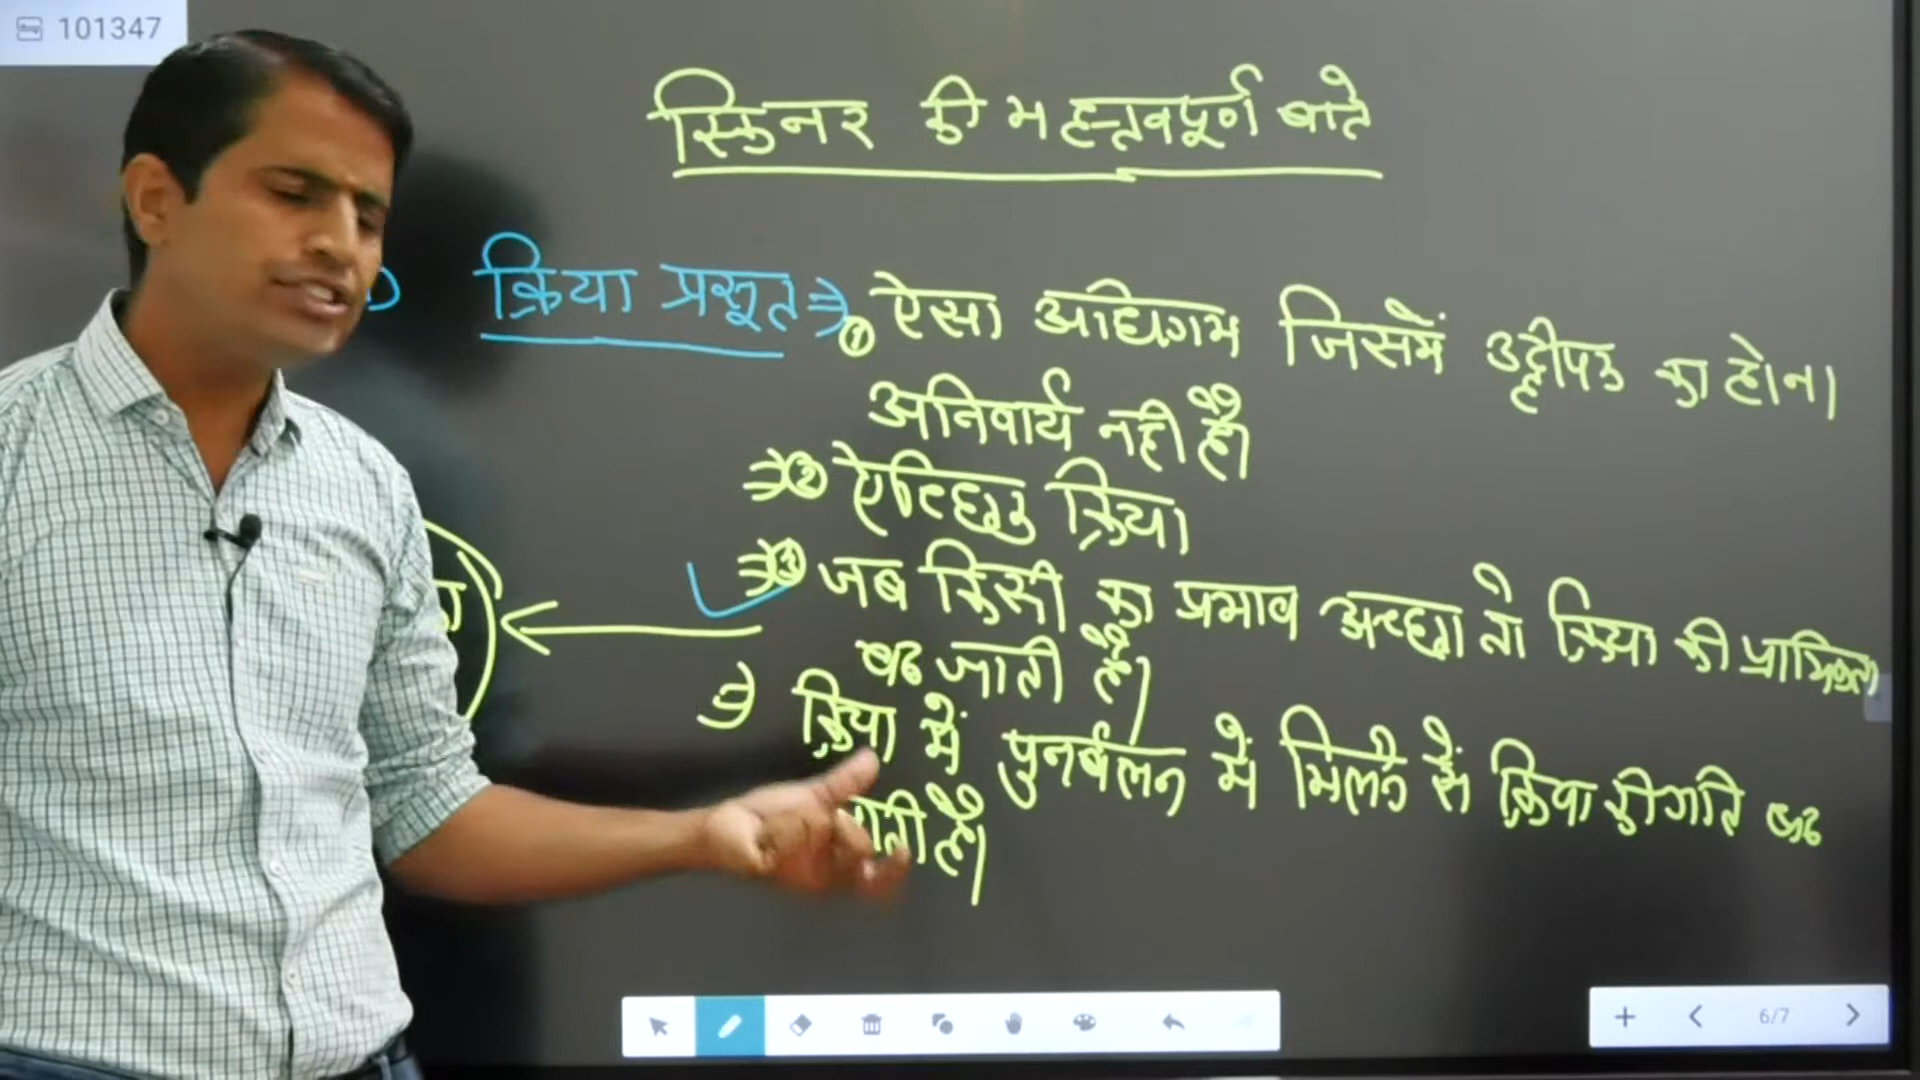 101347
स्किनर की महत्वपूर्ण बाते
क्रिया प्रसूत ⇒ ① ऐसा अधिगम जिसमें उद्दीपक का होना
अनिवार्य नही है।
⇒② ऐच्छिक क्रिया
⇒③ जब किसी का प्रभाव अच्छा तो क्रिया की प्रायिकता
बढ जाती है।
⇒ क्रिया में पुनर्बलन में मिलने से क्रिया की गति बढ
जाती है।
6/7